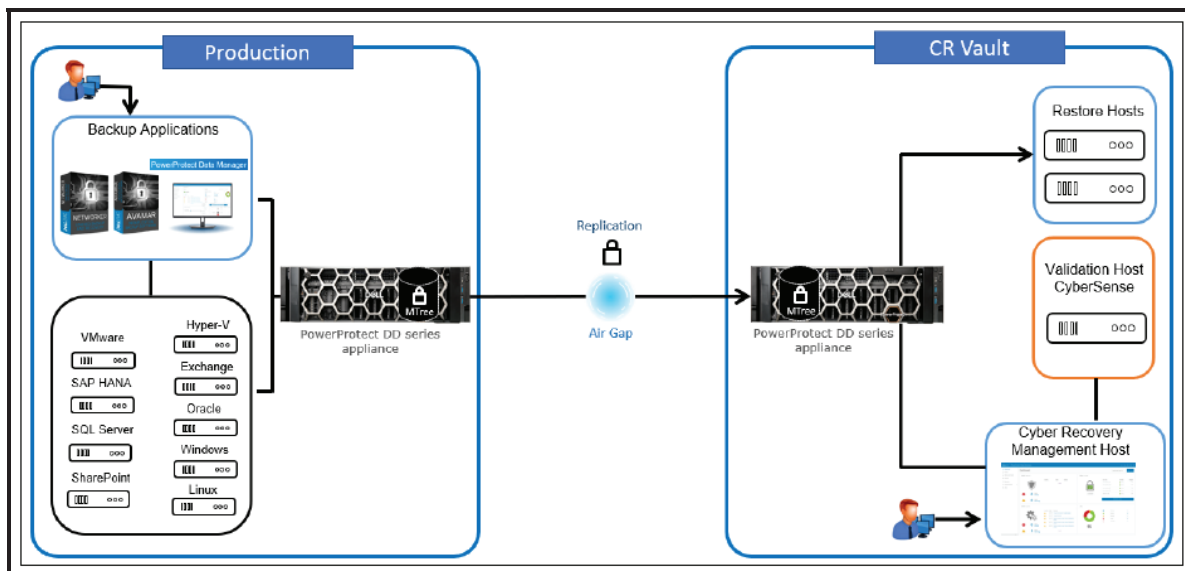 Production
CR Vault
Backup Applications
PowerProtect Data Manager
NETWORKER
AVAMAR
VMware
SAP HANA
SQL Server
SharePoint
Hyper-V
Exchange
Oracle
Windows
Linux
DELL
MTree
PowerProtect DD series
appliance
Replication
Air Gap
MTree
PowerProtect DD series
appliance
Restore Hosts
Validation Host
CyberSense
Cyber Recovery
Management Host